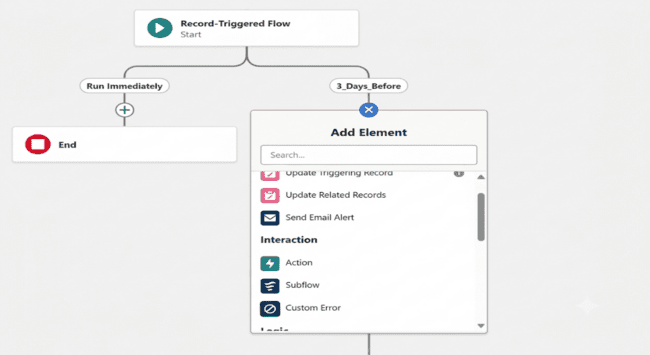 Record-Triggered Flow
Start
Run Immediately
3_Days_Before
End
Add Element
Search...
Update Triggering Record
Update Related Records
Send Email Alert
Interaction
Action
Subflow
Custom Error
Logic